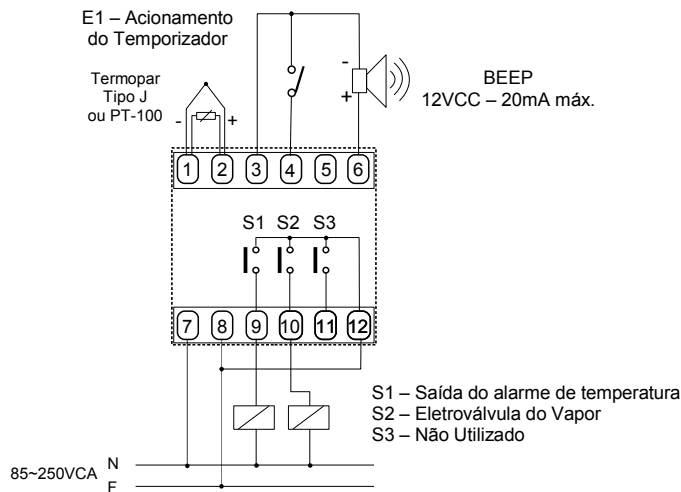 E1 – Acionamento
do Temporizador
Termopar
Tipo J
ou PT-100
- +
-
+
BEEP
12VCC – 20mA máx.
1 2 3 4 5 6
S1 S2 S3
7 8 9 10 11 12
S1 – Saída do alarme de temperatura
S2 – Eletroválvula do Vapor
S3 – Não Utilizado
85~250VCA
N
F